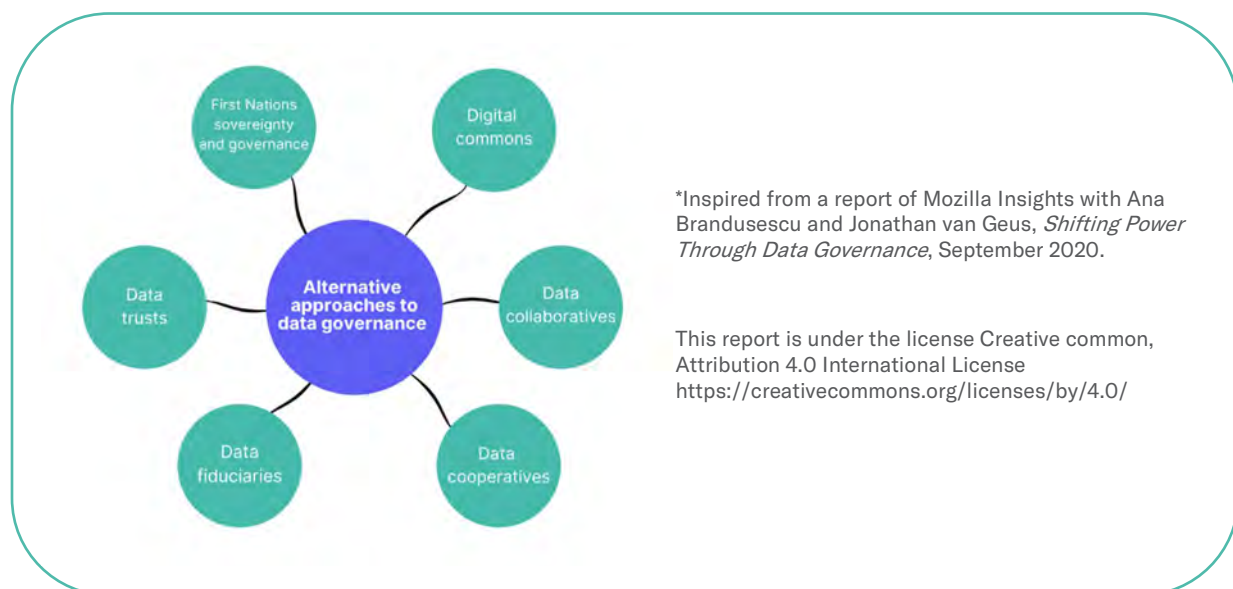 First Nations
sovereignty
and governance
Digital
commons
Data
trusts
Alternative
approaches to
data governance
Data
collaboratives
Data
fiduciaries
Data
cooperatives
*Inspired from a report of Mozilla Insights with Ana
Brandusescu and Jonathan van Geus, Shifting Power
Through Data Governance, September 2020.
This report is under the license Creative common,
Attribution 4.0 International License
https://creativecommons.org/licenses/by/4.0/